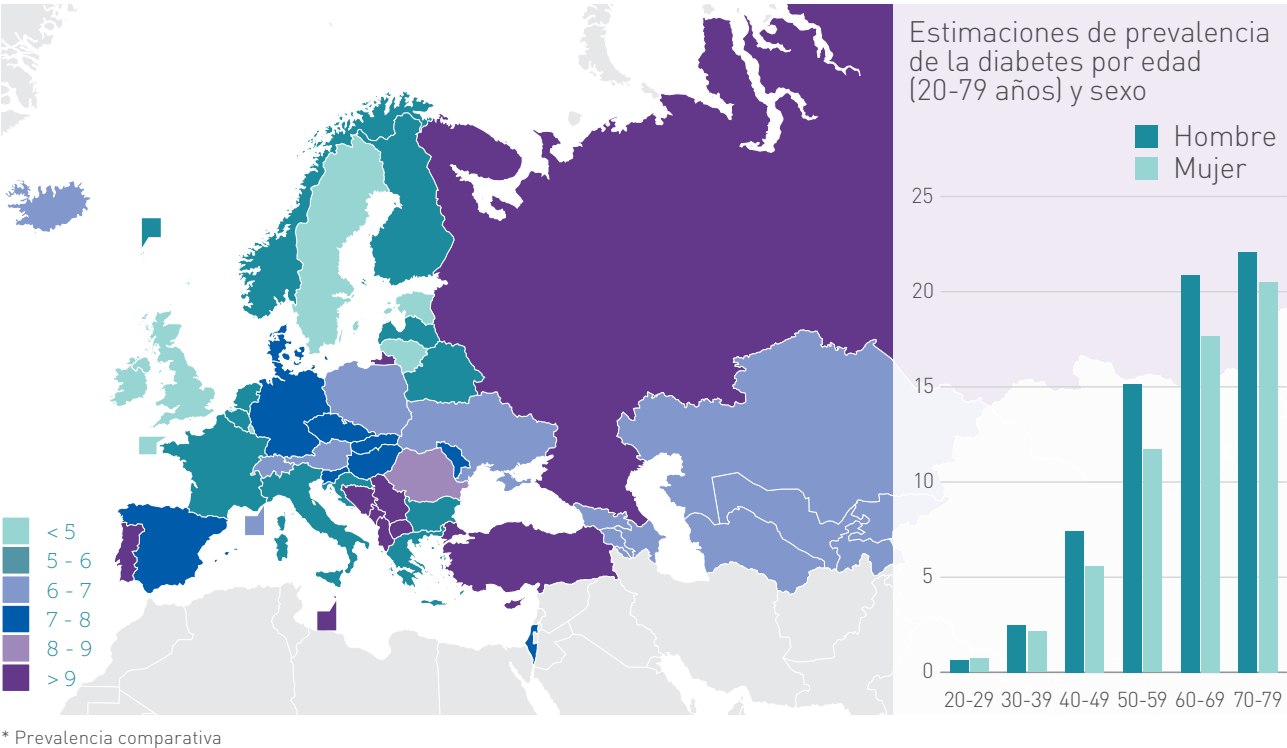 Estimaciones de prevalencia
de la diabetes por edad
(20-79 años) y sexo
Hombre
Mujer
25
20
15
10
5
0
20-29 30-39 40-49 50-59 60-69 70-79
< 5
5 - 6
6 - 7
7 - 8
8 - 9
> 9
* Prevalencia comparativa